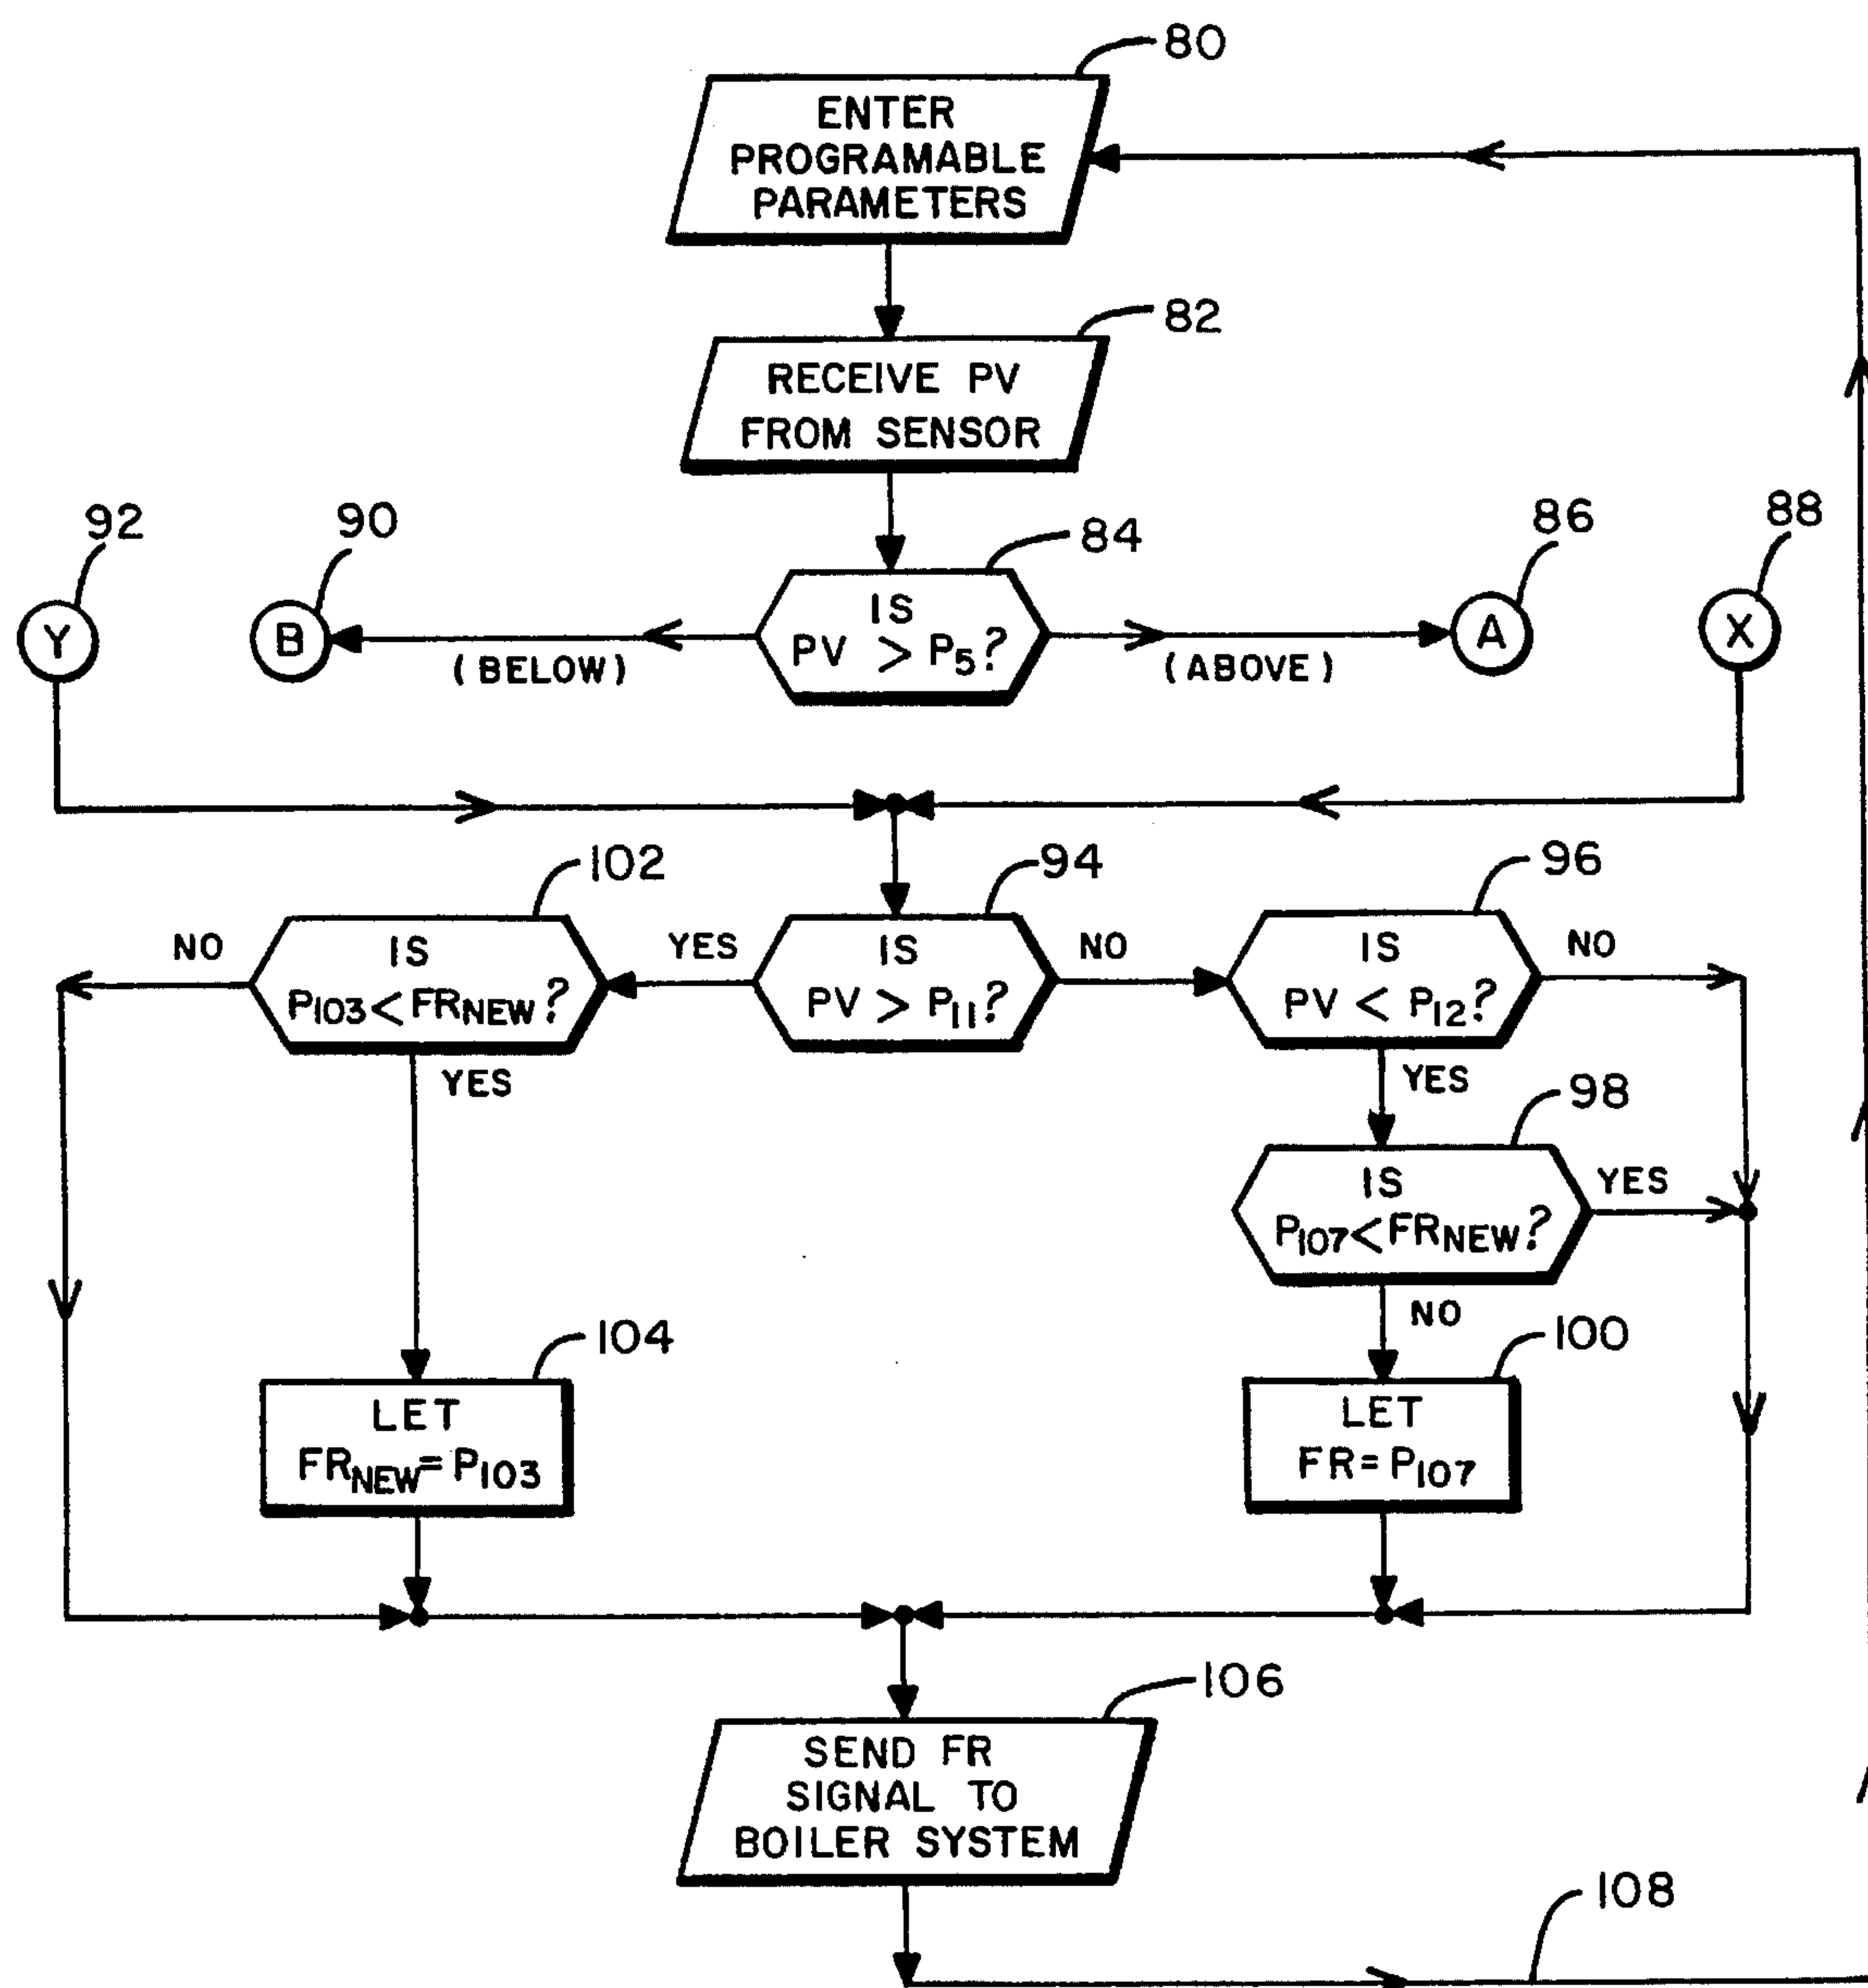 80
ENTER
PROGRAMABLE
PARAMETERS
82
RECEIVE PV
FROM SENSOR
92
90
84
86
88
Y
B
IS
PV > P5?
A
X
(BELOW)
(ABOVE)
102
94
96
NO
IS
P103 < FRNEW?
YES
IS
PV > P11?
NO
IS
PV < P12?
NO
YES
YES
98
IS
P107 < FRNEW?
YES
NO
104
100
LET
FRNEW = P103
LET
FR = P107
106
SEND FR
SIGNAL TO
BOILER SYSTEM
108